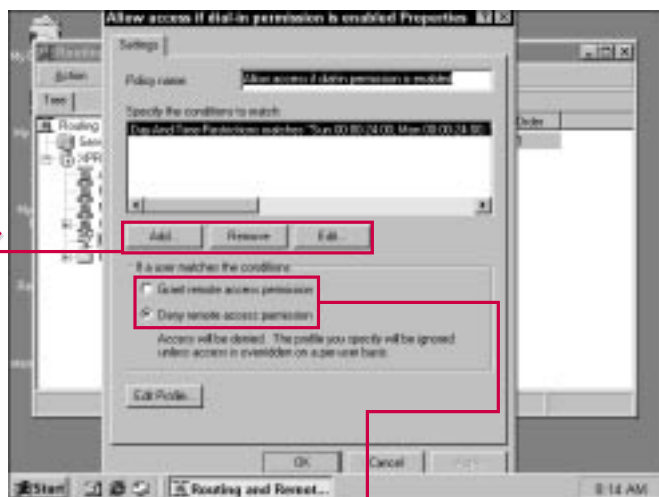 Allow access if dial-in permission is enabled Properties
Settings
Action
Policy name:
Allow access if dial-in permission is enabled
Tree
Specify the conditions to match:
Order
Routing
Day-And-Time-Restrictions matches "Sun 00:00-24:00; Mon 00:00-24:00;
1
Add...
Remove
Edit...
If a user matches the conditions
Grant remote access permission
Deny remote access permission
Access will be denied. The profile you specify will be ignored
unless access is overridden on a per-user basis.
Edit Profile...
OK
Cancel
Apply
Start
Routing and Remot...
8:14 AM